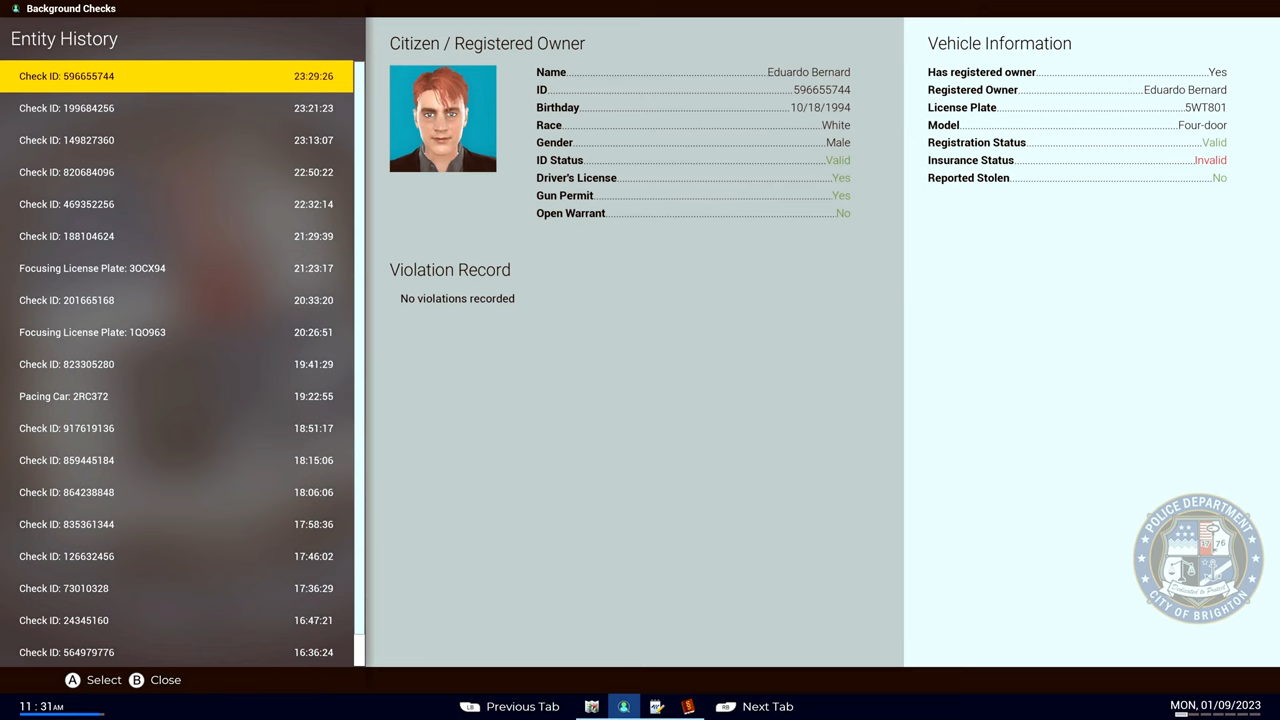 Background Checks
Entity History
Check ID: 596655744 23:29:26
Check ID: 199684256 23:21:23
Check ID: 149827360 23:13:07
Check ID: 820684096 22:50:22
Check ID: 469352256 22:32:14
Check ID: 188104624 21:29:39
Focusing License Plate: 3OCX94 21:23:17
Check ID: 201665168 20:33:20
Focusing License Plate: 1QO963 20:26:51
Check ID: 823305280 19:41:29
Pacing Car: 2RC372 19:22:55
Check ID: 917619136 18:51:17
Check ID: 859445184 18:15:06
Check ID: 864238848 18:06:06
Check ID: 835361344 17:58:36
Check ID: 126632456 17:46:02
Check ID: 73010328 17:36:29
Check ID: 24345160 16:47:21
Check ID: 564979776 16:36:24
Citizen / Registered Owner
Name Eduardo Bernard
ID 596655744
Birthday 10/18/1994
Race White
Gender Male
ID Status Valid
Driver's License Yes
Gun Permit Yes
Open Warrant No
Violation Record
No violations recorded
Vehicle Information
Has registered owner Yes
Registered Owner Eduardo Bernard
License Plate 5WT801
Model Four-door
Registration Status Valid
Insurance Status Invalid
Reported Stolen No
POLICE DEPARTMENT
17 76
Dedicated to Protect
CITY OF BRIGHTON
A Select B Close
11 : 31AM
LB Previous Tab
RB Next Tab
MON, 01/09/2023